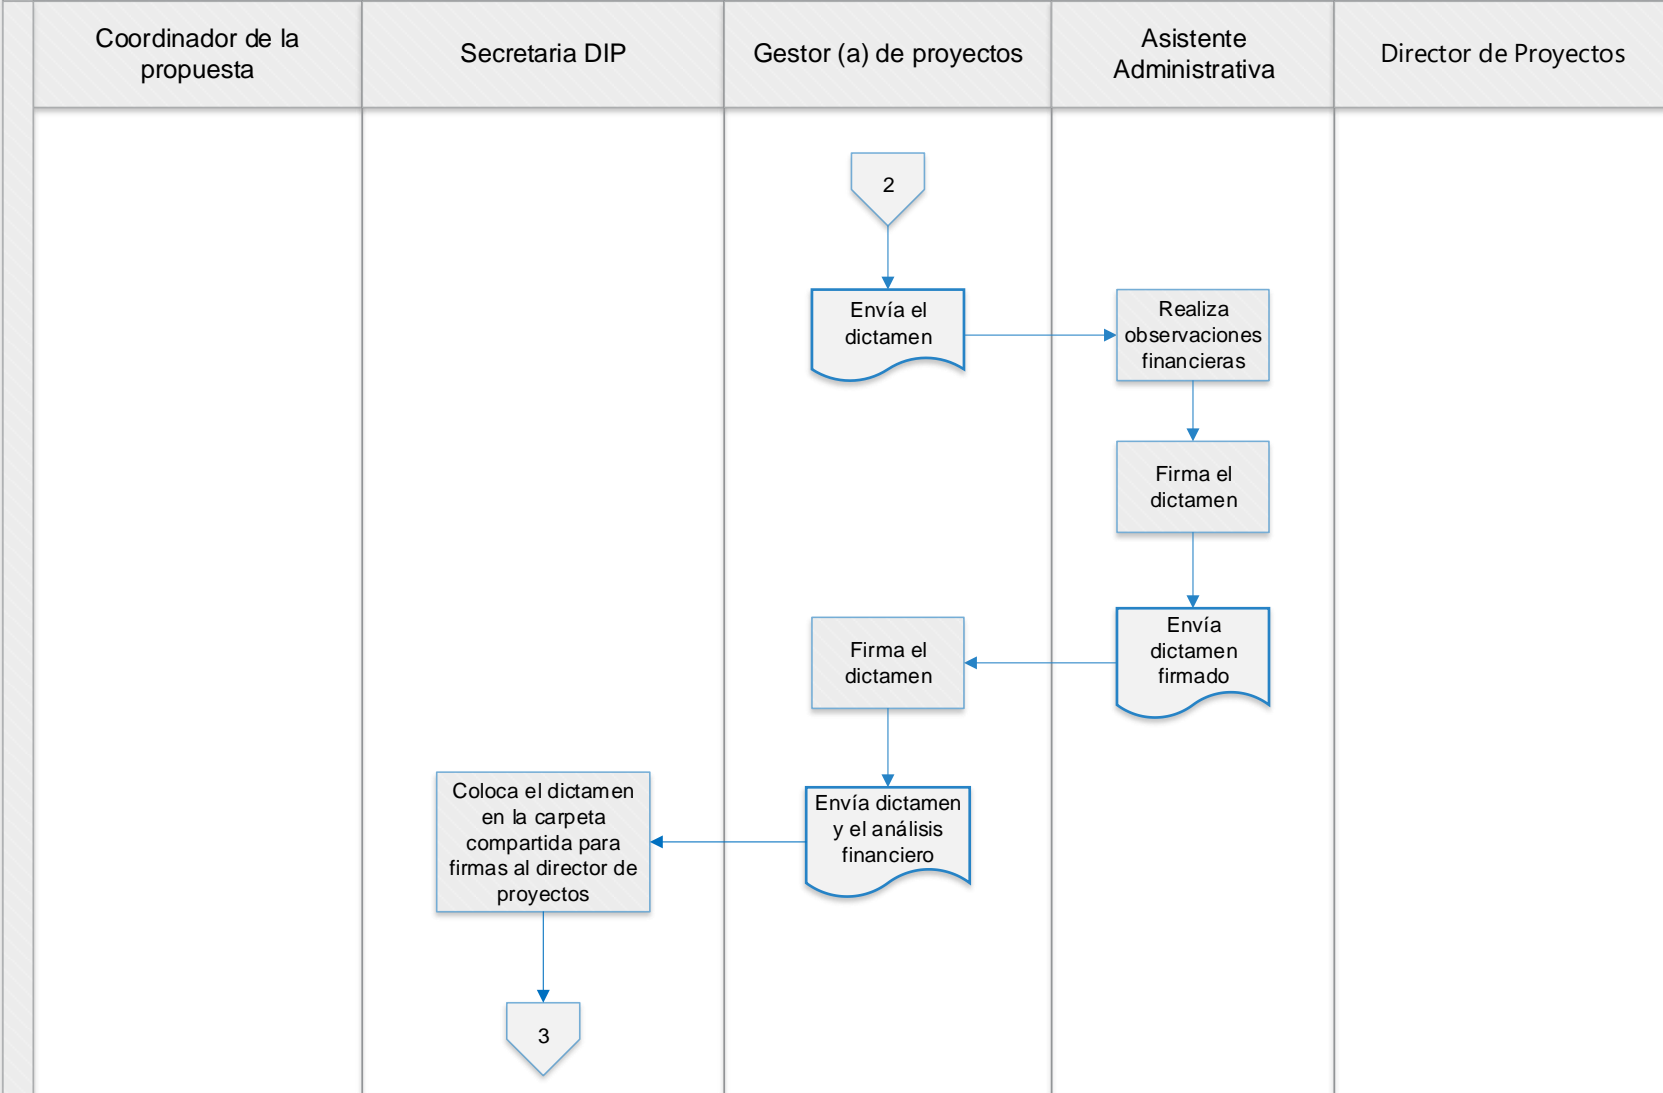 Coordinador de la
propuesta
Secretaria DIP
Gestor (a) de proyectos
Asistente
Administrativa
Director de Proyectos
2
Envía el
dictamen
Realiza
observaciones
financieras
Firma el
dictamen
Envía
dictamen
firmado
Firma el
dictamen
Envía dictamen
y el análisis
financiero
Coloca el dictamen
en la carpeta
compartida para
firmas al director de
proyectos
3